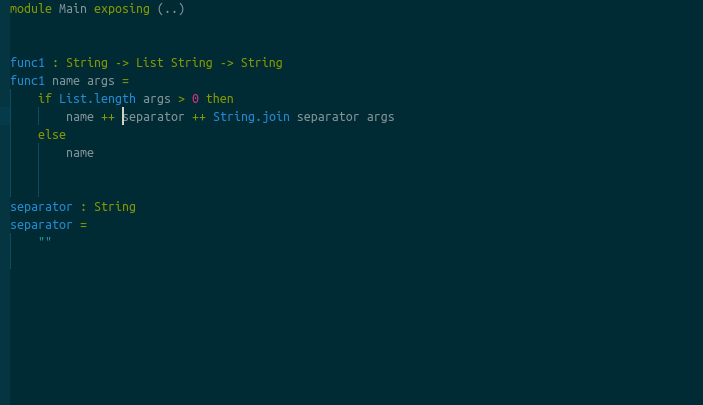 module Main exposing (..)
func1 : String -> List String -> String
func1 name args =
if List.length args > 0 then
name ++ separator ++ String.join separator args
else
name
separator : String
separator =
""